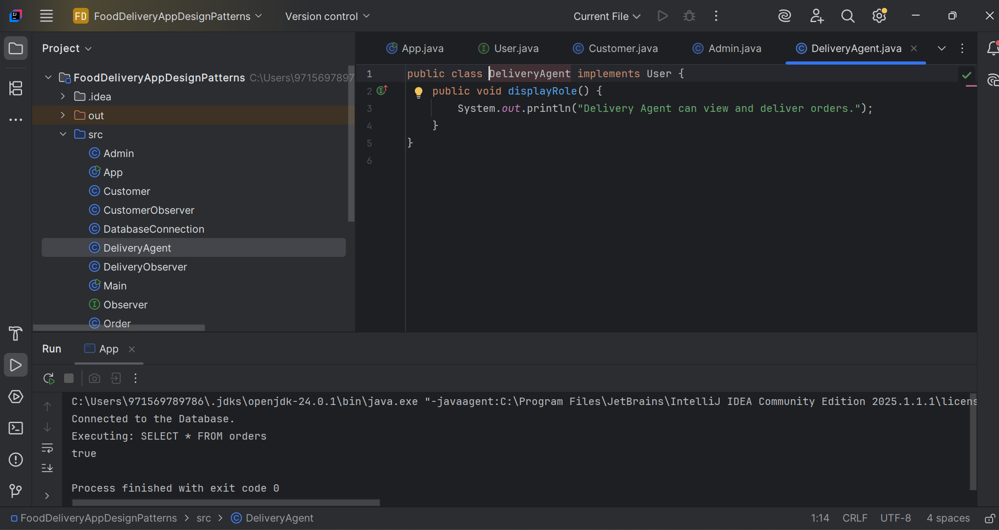 FD FoodDeliveryAppDesignPatterns Version control Current File
Project
App.java User.java Customer.java Admin.java DeliveryAgent.java
FoodDeliveryAppDesignPatterns C:\Users\9715697897
.idea
out
src
Admin
App
Customer
CustomerObserver
DatabaseConnection
DeliveryAgent
DeliveryObserver
Main
Observer
Order
1 public class DeliveryAgent implements User {
2 public void displayRole() {
3 System.out.println("Delivery Agent can view and deliver orders.");
4 }
5 }
6
Run App
C:\Users\971569789786\.jdks\openjdk-24.0.1\bin\java.exe "-javaagent:C:\Program Files\JetBrains\IntelliJ IDEA Community Edition 2025.1.1.1\licens
Connected to the Database.
Executing: SELECT * FROM orders
true
Process finished with exit code 0
FoodDeliveryAppDesignPatterns > src > DeliveryAgent 1:14 CRLF UTF-8 4 spaces